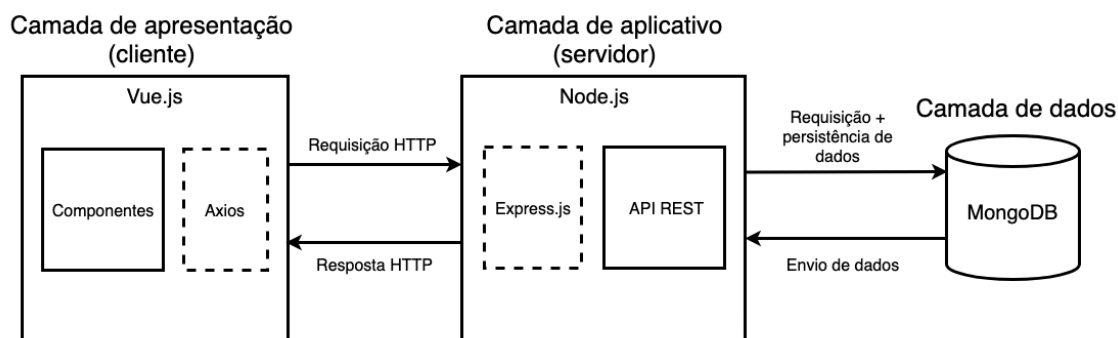 Camada de apresentação
(cliente)
Vue.js
Componentes
Axios
Requisição HTTP
Resposta HTTP
Camada de aplicativo
(servidor)
Node.js
Express.js
API REST
Requisição +
persistência de
dados
Envio de dados
Camada de dados
MongoDB